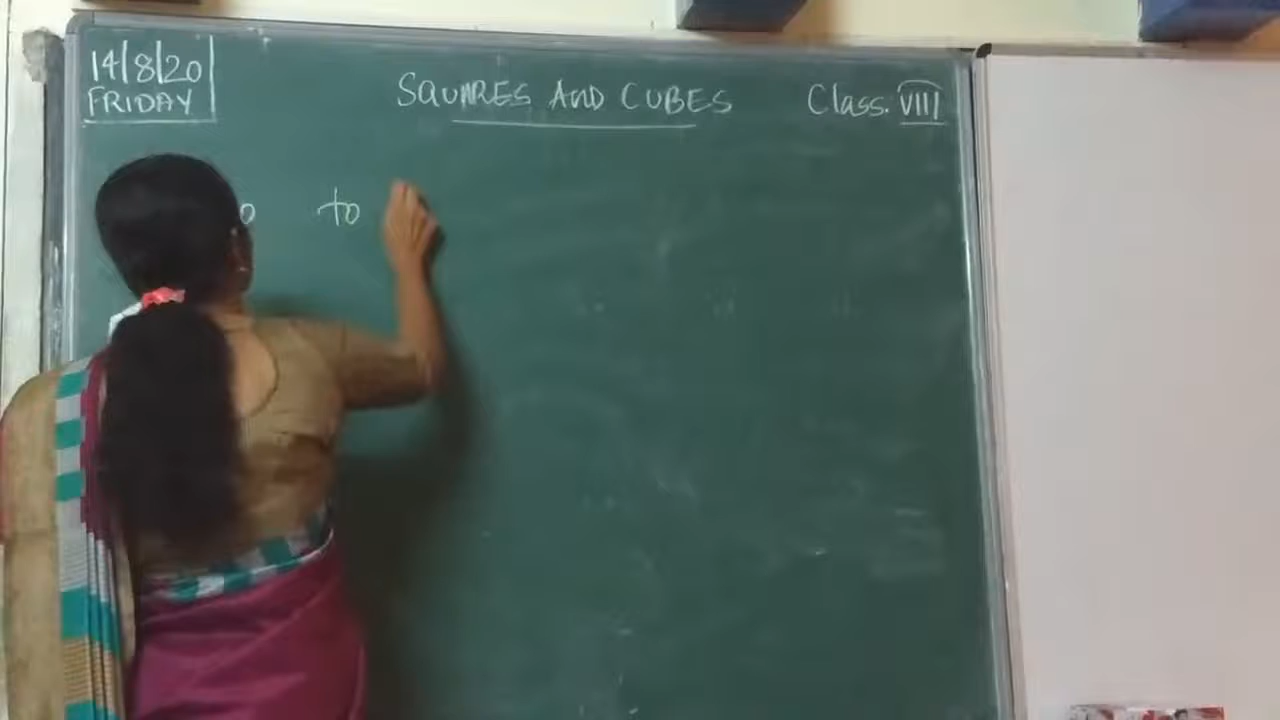 14/8/20
FRIDAY
SQUARES AND CUBES
Class. VIII
to